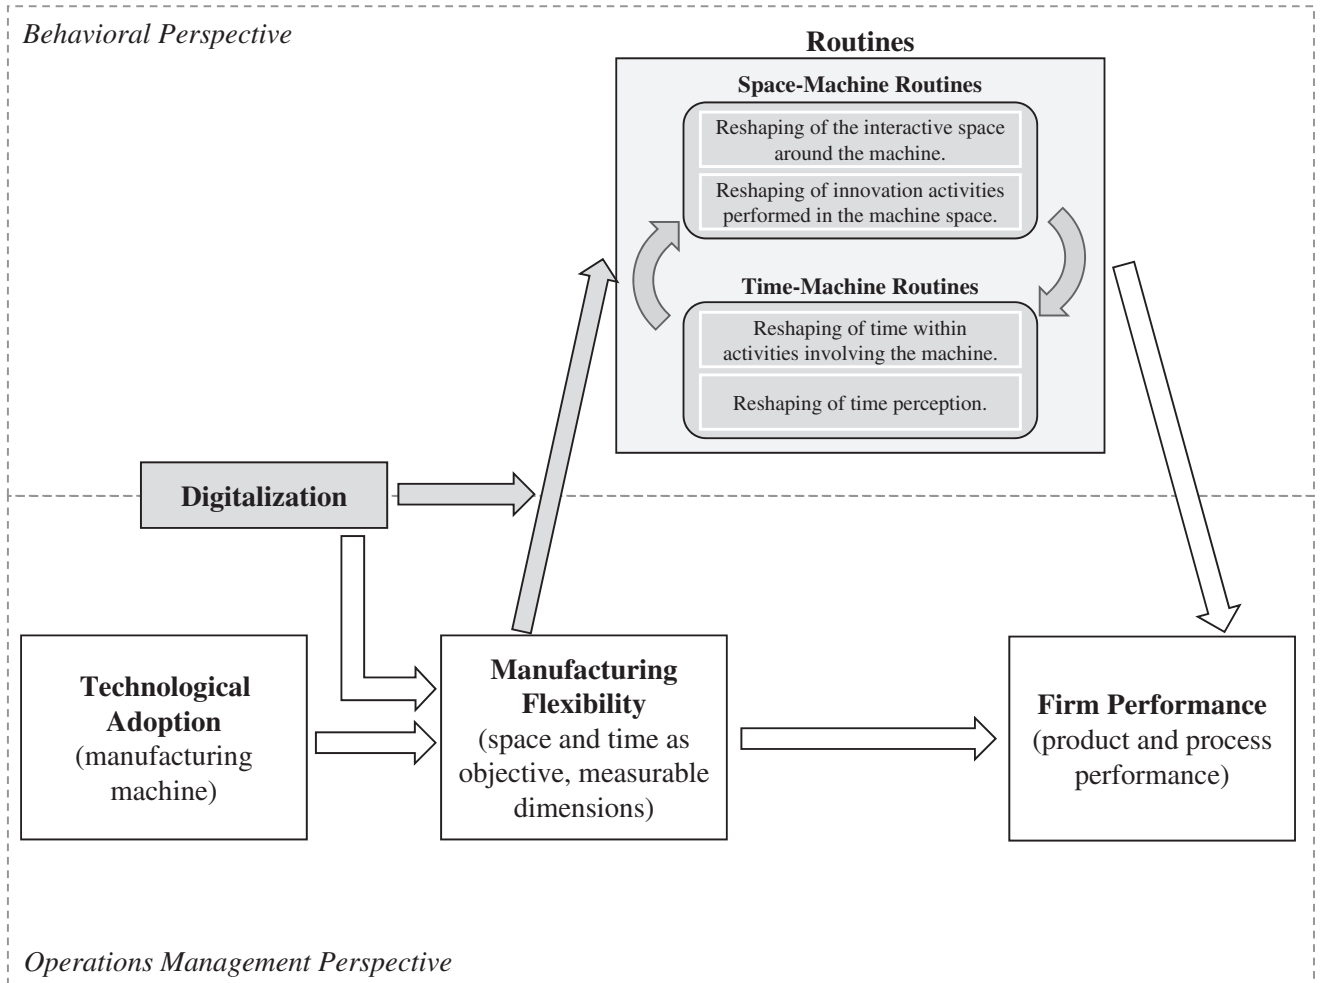 Behavioral Perspective
Routines
Space-Machine Routines
Reshaping of the interactive space
around the machine.
Reshaping of innovation activities
performed in the machine space.
Time-Machine Routines
Reshaping of time within
activities involving the machine.
Reshaping of time perception.
Digitalization
Technological
Adoption
(manufacturing
machine)
Manufacturing
Flexibility
(space and time as
objective, measurable
dimensions)
Firm Performance
(product and process
performance)
Operations Management Perspective